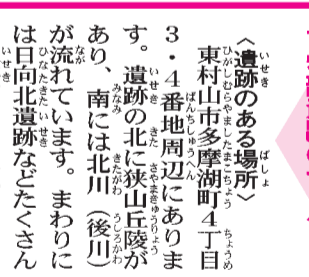 〈遺跡のある場所〉
東村山市多摩湖町4丁目
3・4番地周辺にありま
す。遺跡の北に狭山丘陵が
あり、南には北川（後川）
が流れています。まわりに
は日向北遺跡などたくさん